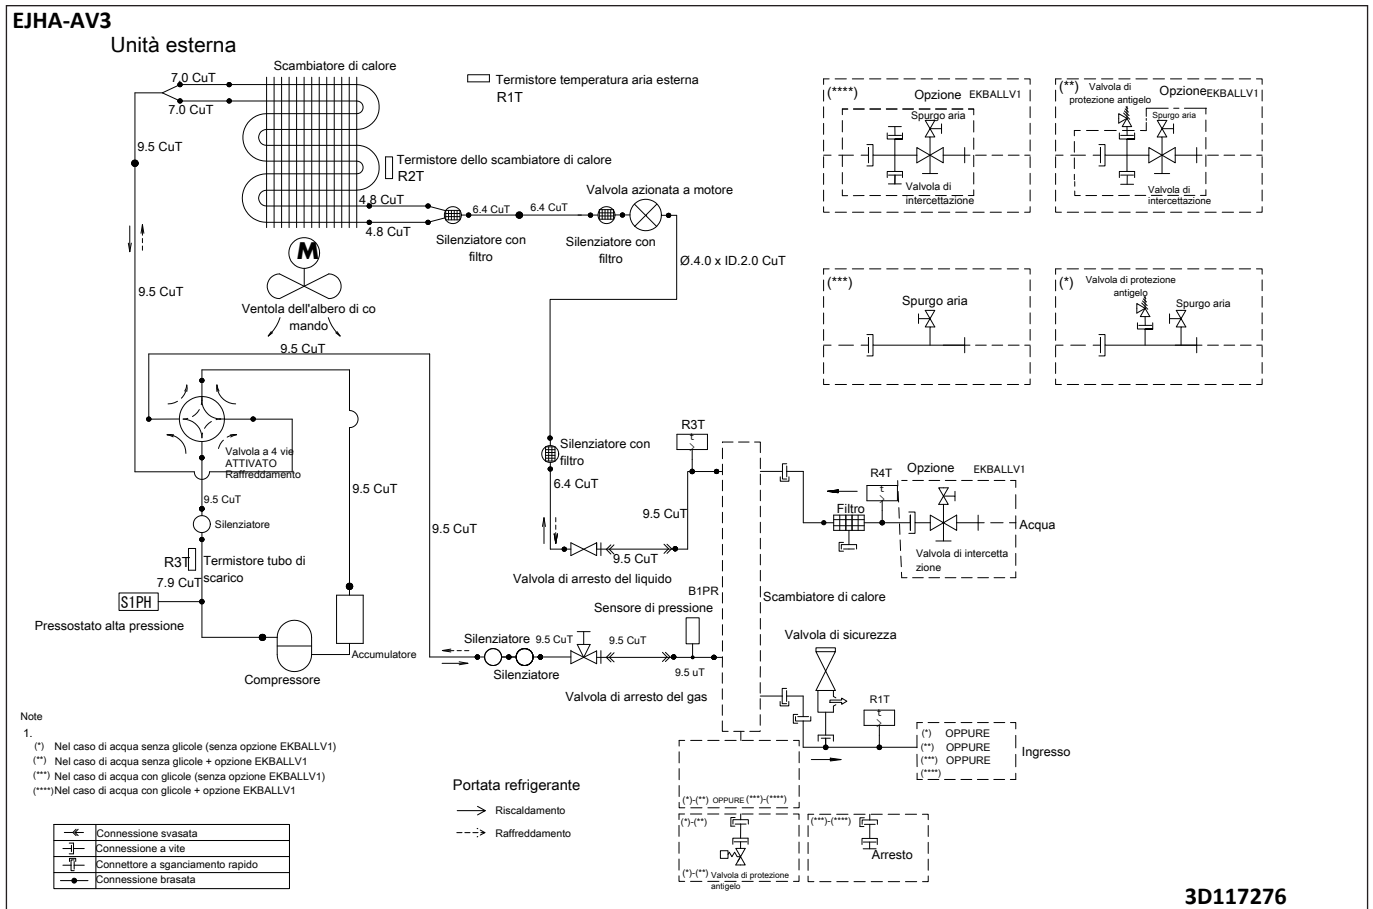 EJHA-AV3
Unità esterna
Scambiatore di calore
7.0 CuT
7.0 CuT
9.5 CuT
9.5 CuT
Termistore temperatura aria esterna
R1T
Termistore dello scambiatore di calore
R2T
4.8 CuT
4.8 CuT
6.4 CuT
6.4 CuT
Valvola azionata a motore
Silenziatore con
filtro
Silenziatore con
filtro
Ø.4.0 x ID.2.0 CuT
M
Ventola dell'albero di co
mando
9.5 CuT
Valvola a 4 vie
ATTIVATO
Raffreddamento
9.5 CuT
Silenziatore
R3T
Termistore tubo di
scarico
7.9 CuT
S1PH
Pressostato alta pressione
Compressore
Accumulatore
9.5 CuT
9.5 CuT
Silenziatore con
filtro
6.4 CuT
Valvola di arresto del liquido
9.5 CuT
9.5 CuT
R3T
t
Silenziatore
Silenziatore
9.5 CuT
9.5 CuT
Valvola di arresto del gas
B1PR
Sensore di pressione
9.5 uT
Scambiatore di calore
(****)
Opzione EKBALLV1
Spurgo aria
Valvola di
intercettazione
(**)
Valvola di
protezione antigelo
Opzione EKBALLV1
Spurgo aria
Valvola di
intercettazione
(***)
Spurgo aria
(*)
Valvola di protezione
antigelo
Spurgo aria
R4T
t
Filtro
Opzione EKBALLV1
Valvola di intercetta
zione
Acqua
Valvola di sicurezza
R1T
t
(*) OPPURE
(**) OPPURE
(***) OPPURE
(****)
Ingresso
(*)-(**) OPPURE (***)-(****)
(*)-(**)
(*)-(**) Valvola di protezione
antigelo
(***)-(****)
Arresto
Note
1.
(*) Nel caso di acqua senza glicole (senza opzione EKBALLV1)
(**) Nel caso di acqua senza glicole + opzione EKBALLV1
(***) Nel caso di acqua con glicole (senza opzione EKBALLV1)
(****) Nel caso di acqua con glicole + opzione EKBALLV1
Portata refrigerante
Riscaldamento
Raffreddamento
Connessione svasata
Connessione a vite
Connettore a sganciamento rapido
Connessione brasata
3D117276